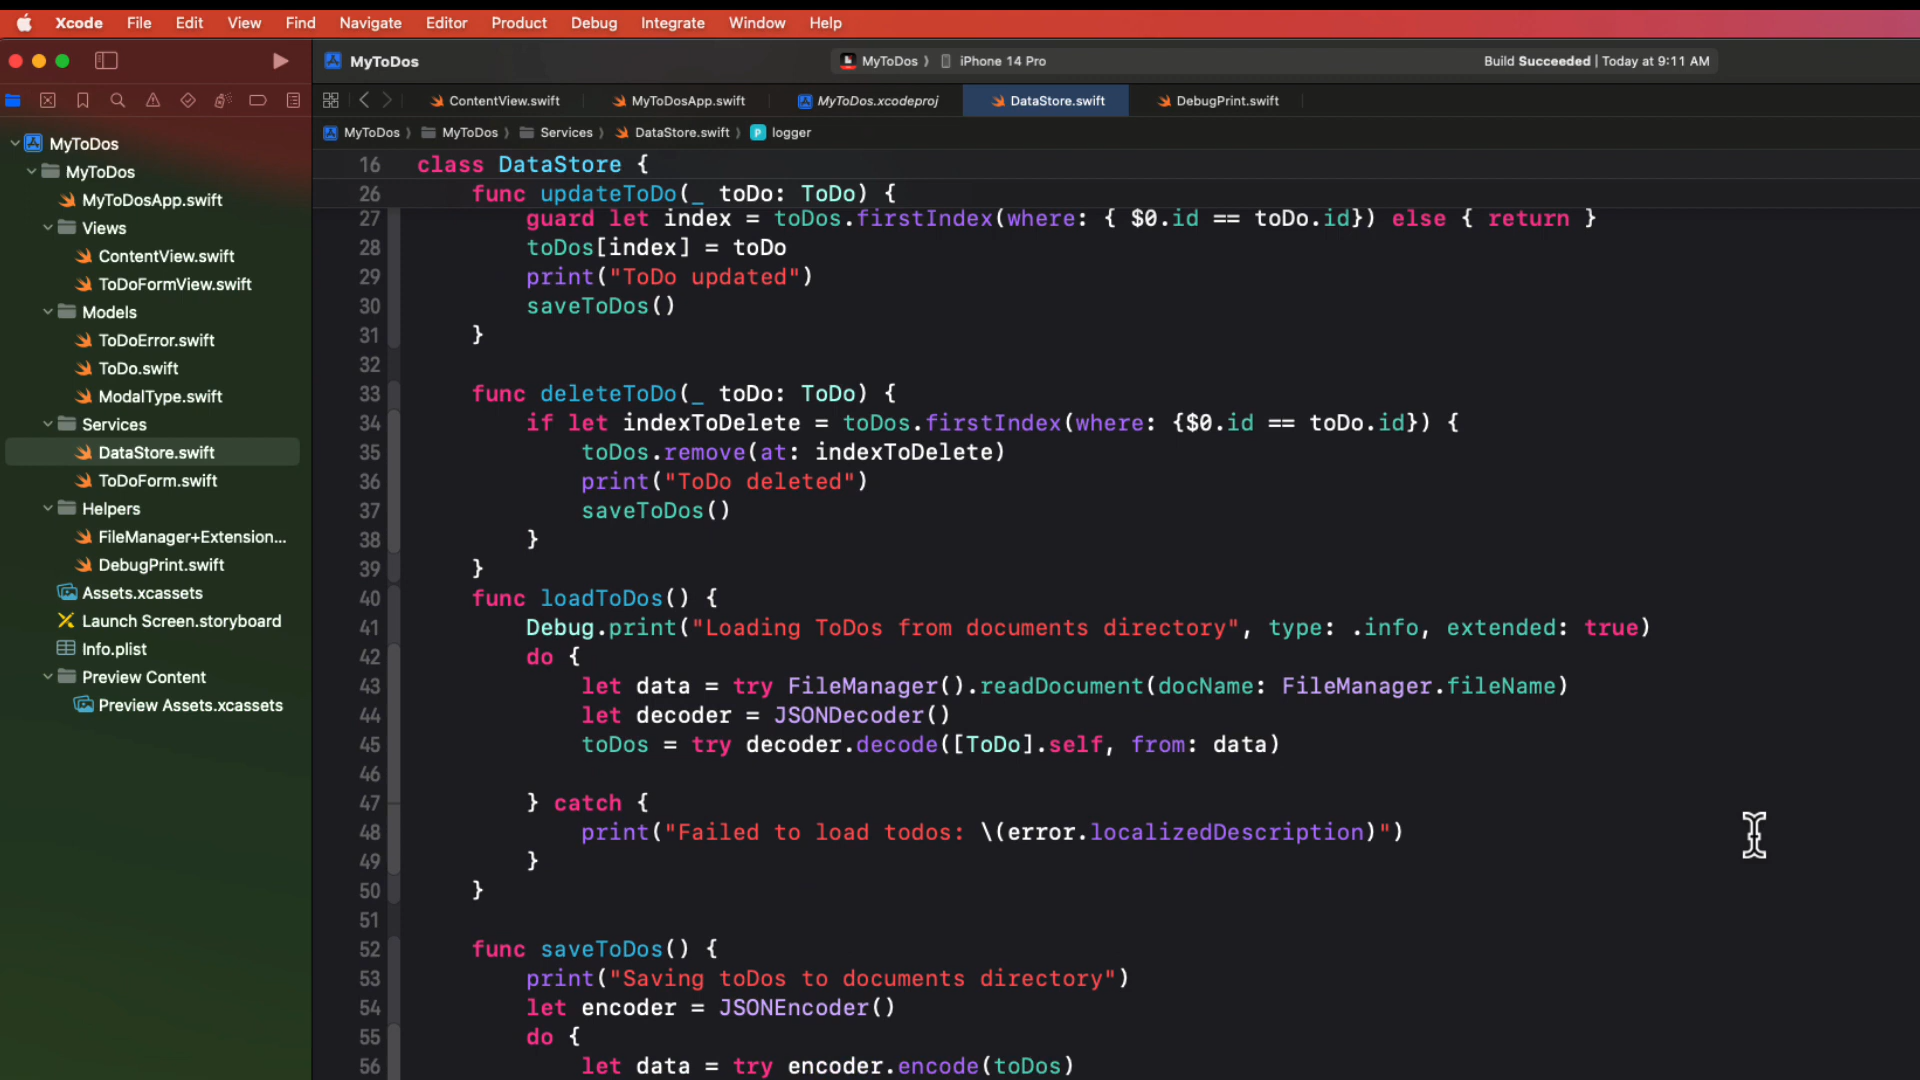 Xcode File Edit View Find Navigate Editor Product Debug Integrate Window Help
MyToDos MyToDos iPhone 14 Pro Build Succeeded | Today at 9:11 AM
ContentView.swift MyToDosApp.swift MyToDos.xcodeproj DataStore.swift DebugPrint.swift
MyToDos MyToDos Services DataStore.swift P logger
MyToDos
MyToDos
MyToDosApp.swift
Views
ContentView.swift
ToDoFormView.swift
Models
ToDoError.swift
ToDo.swift
ModalType.swift
Services
DataStore.swift
ToDoForm.swift
Helpers
FileManager+Extension...
DebugPrint.swift
Assets.xcassets
Launch Screen.storyboard
Info.plist
Preview Content
Preview Assets.xcassets
16 class DataStore {
26 func updateToDo(_ toDo: ToDo) {
27 guard let index = toDos.firstIndex(where: { $0.id == toDo.id}) else { return }
28 toDos[index] = toDo
29 print("ToDo updated")
30 saveToDos()
31 }
32
33 func deleteToDo(_ toDo: ToDo) {
34 if let indexToDelete = toDos.firstIndex(where: {$0.id == toDo.id}) {
35 toDos.remove(at: indexToDelete)
36 print("ToDo deleted")
37 saveToDos()
38 }
39 }
40 func loadToDos() {
41 Debug.print("Loading ToDos from documents directory", type: .info, extended: true)
42 do {
43 let data = try FileManager().readDocument(docName: FileManager.fileName)
44 let decoder = JSONDecoder()
45 toDos = try decoder.decode([ToDo].self, from: data)
46
47 } catch {
48 print("Failed to load todos: \(error.localizedDescription)")
49 }
50 }
51
52 func saveToDos() {
53 print("Saving toDos to documents directory")
54 let encoder = JSONEncoder()
55 do {
56 let data = try encoder.encode(toDos)